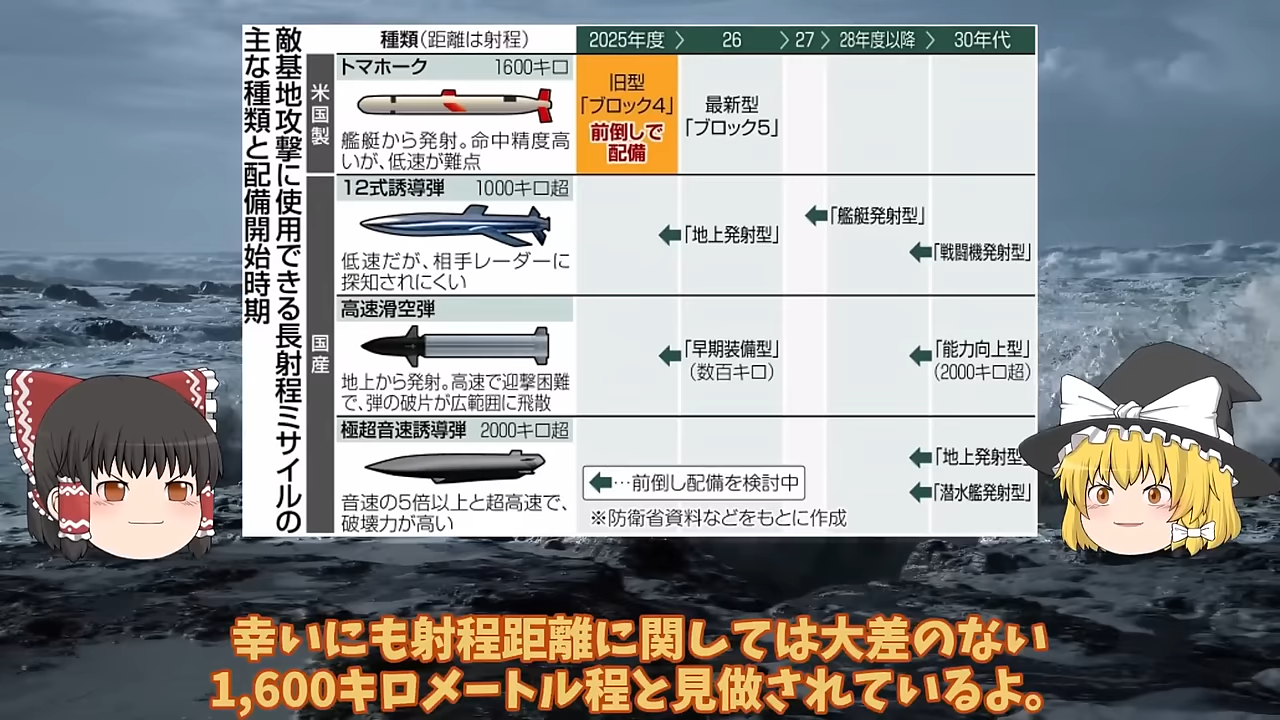 敵基地攻撃に使用できる長射程ミサイルの
主な種類と配備開始時期
種類(距離は射程)
2025年度
26
27
28年度以降
30年代
米国製
トマホーク 1600キロ
艦艇から発射。命中精度高
いが、低速が難点
旧型
「ブロック4」
前倒しで
配備
最新型
「ブロック5」
国産
12式誘導弾 1000キロ超
低速だが、相手レーダーに
探知されにくい
「地上発射型」
「艦艇発射型」
「戦闘機発射型」
高速滑空弾
地上から発射。高速で迎撃困難
で、弾の破片が広範囲に飛散
「早期装備型」
(数百キロ)
「能力向上型」
(2000キロ超)
極超音速誘導弾 2000キロ超
音速の5倍以上と超高速で、
破壊力が高い
「地上発射型
「潜水艦発射型」
…前倒し配備を検討中
※防衛省資料などをもとに作成
幸いにも射程距離に関しては大差のない
1,600キロメートル程と見做されているよ。